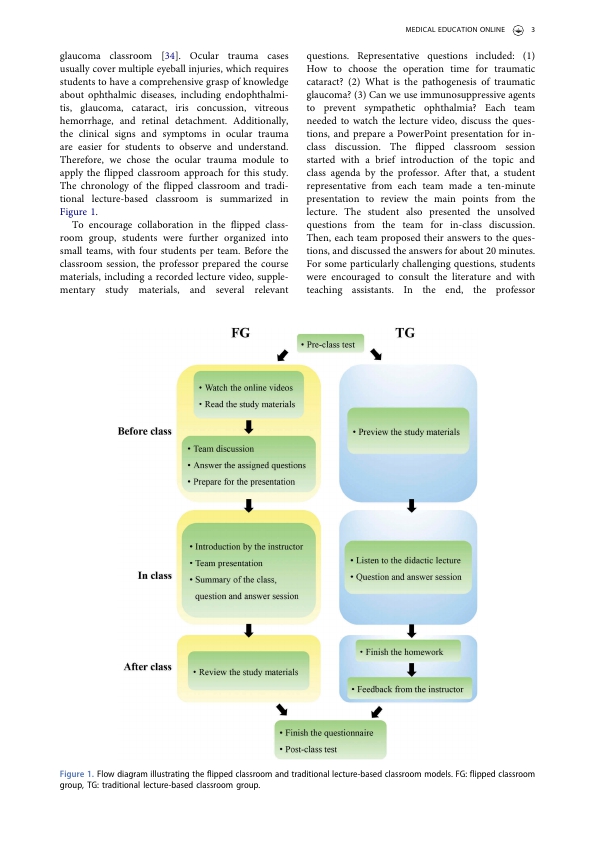 MEDICAL EDUCATION ONLINE 3
glaucoma classroom [34]. Ocular trauma cases
usually cover multiple eyeball injuries, which requires
students to have a comprehensive grasp of knowledge
about ophthalmic diseases, including endophthalmi-
tis, glaucoma, cataract, iris concussion, vitreous
hemorrhage, and retinal detachment. Additionally,
the clinical signs and symptoms in ocular trauma
are easier for students to observe and understand.
Therefore, we chose the ocular trauma module to
apply the flipped classroom approach for this study.
The chronology of the flipped classroom and tradi-
tional lecture-based classroom is summarized in
Figure 1.
To encourage collaboration in the flipped class-
room group, students were further organized into
small teams, with four students per team. Before the
classroom session, the professor prepared the course
materials, including a recorded lecture video, supple-
mentary study materials, and several relevant
questions. Representative questions included: (1)
How to choose the operation time for traumatic
cataract? (2) What is the pathogenesis of traumatic
glaucoma? (3) Can we use immunosuppressive agents
to prevent sympathetic ophthalmia? Each team
needed to watch the lecture video, discuss the ques-
tions, and prepare a PowerPoint presentation for in-
class discussion. The flipped classroom session
started with a brief introduction of the topic and
class agenda by the professor. After that, a student
representative from each team made a ten-minute
presentation to review the main points from the
lecture. The student also presented the unsolved
questions from the team for in-class discussion.
Then, each team proposed their answers to the ques-
tions, and discussed the answers for about 20 minutes.
For some particularly challenging questions, students
were encouraged to consult the literature and with
teaching assistants. In the end, the professor
FG
TG
• Pre-class test
Before class
• Watch the online videos
• Read the study materials
• Team discussion
• Answer the assigned questions
• Prepare for the presentation
• Preview the study materials
In class
• Introduction by the instructor
• Team presentation
• Summary of the class,
question and answer session
• Listen to the didactic lecture
• Question and answer session
After class
• Review the study materials
• Finish the homework
• Feedback from the instructor
• Finish the questionnaire
• Post-class test
Figure 1. Flow diagram illustrating the flipped classroom and traditional lecture-based classroom models. FG: flipped classroom
group, TG: traditional lecture-based classroom group.